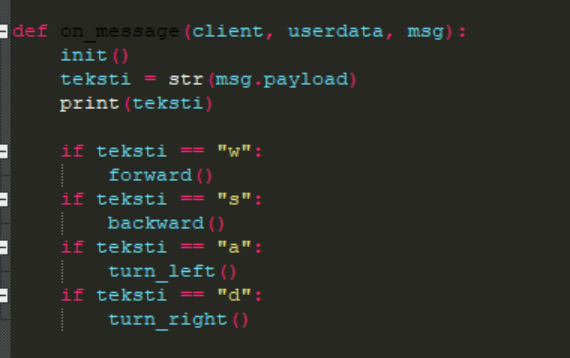 def on_message(client, userdata, msg):
    init()
    teksti = str(msg.payload)
    print(teksti)

    if teksti == "w":
        forward()
    if teksti == "s":
        backward()
    if teksti == "a":
        turn_left()
    if teksti == "d":
        turn_right()